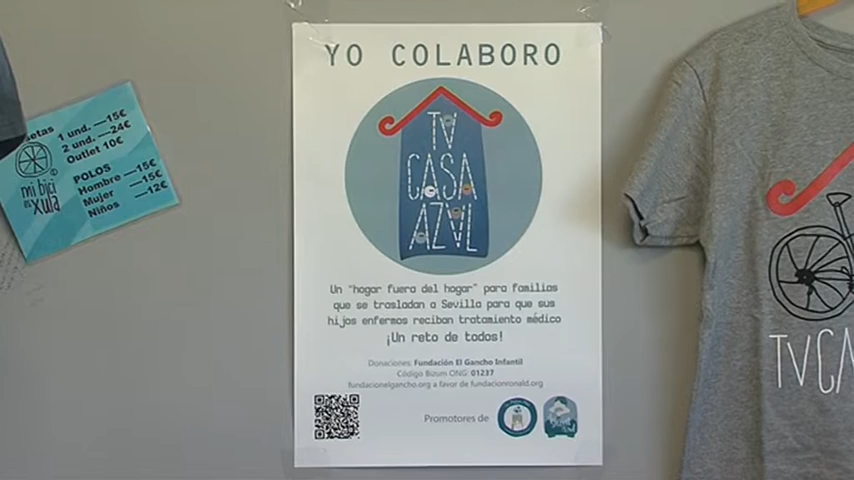 etas
1 und. —15€
2 und. —24€
Outlet 10€
POLOS
Hombre —15€
Mujer —15€
Niños —12€
mi bici
es
xula
YO COLABORO
TV
CASA
AZVL
Un "hogar fuera del hogar" para familias
que se trasladan a Sevilla para que sus
hijos enfermos reciban tratamiento médico
¡Un reto de todos!
Donaciones: Fundación El Gancho Infantil
Código Bizum ONG: 01237
fundacionelgancho.org a favor de fundacionronald.org
Promotores de
TV CA